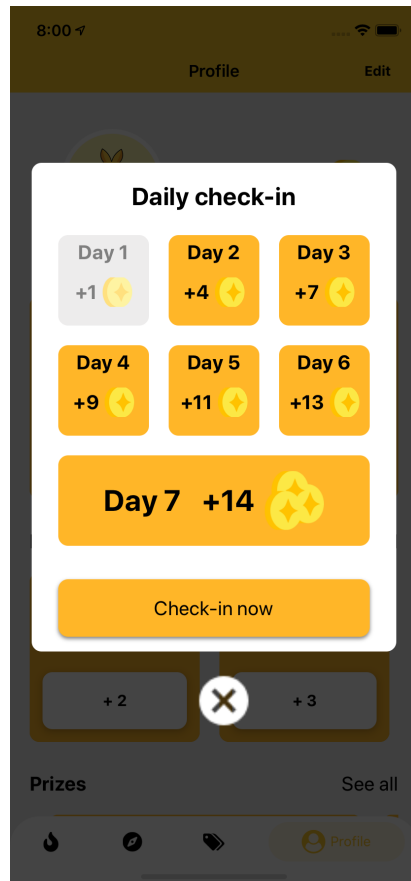 8:00
Profile Edit
Daily check-in
Day 1 Day 2 Day 3
+1 +4 +7
Day 4 Day 5 Day 6
+9 +11 +13
Day 7 +14
Check-in now
+ 2 + 3
Prizes See all
Profile